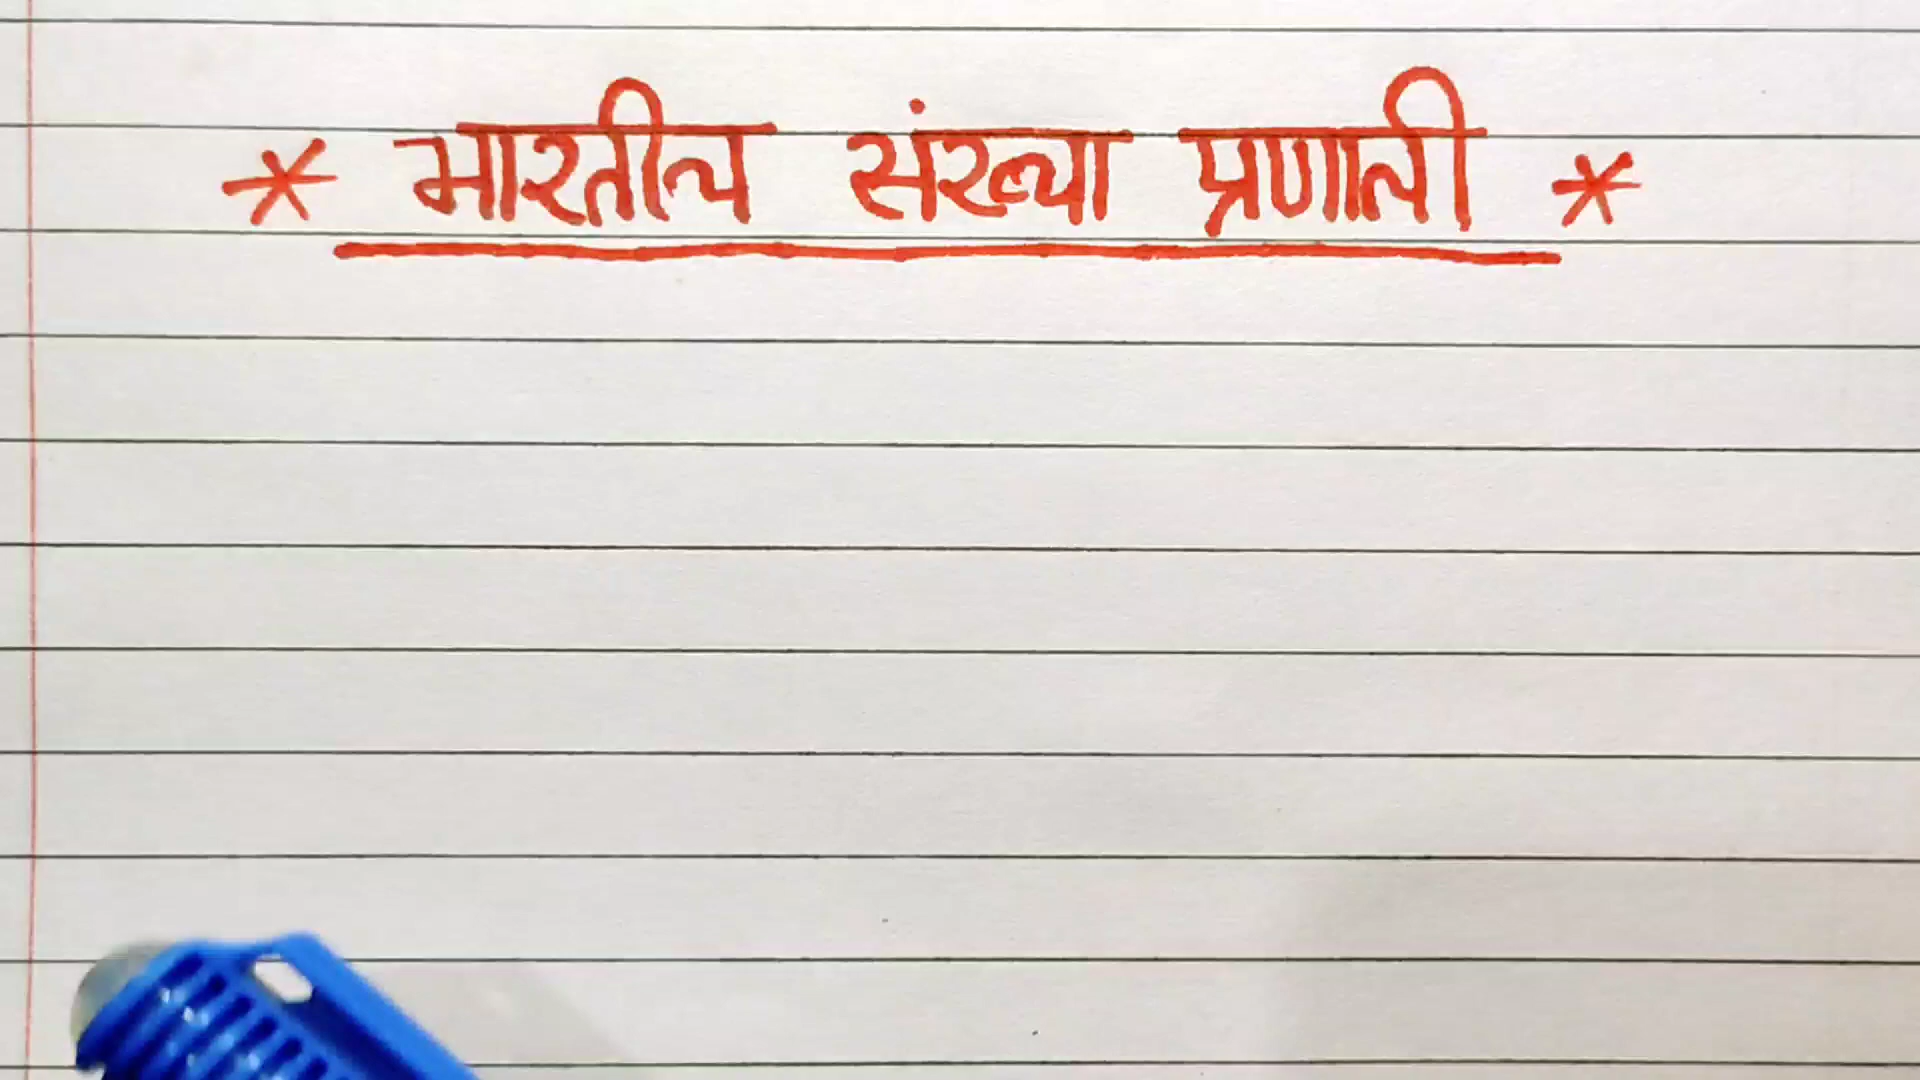 * भारतीय संख्या प्रणाली *